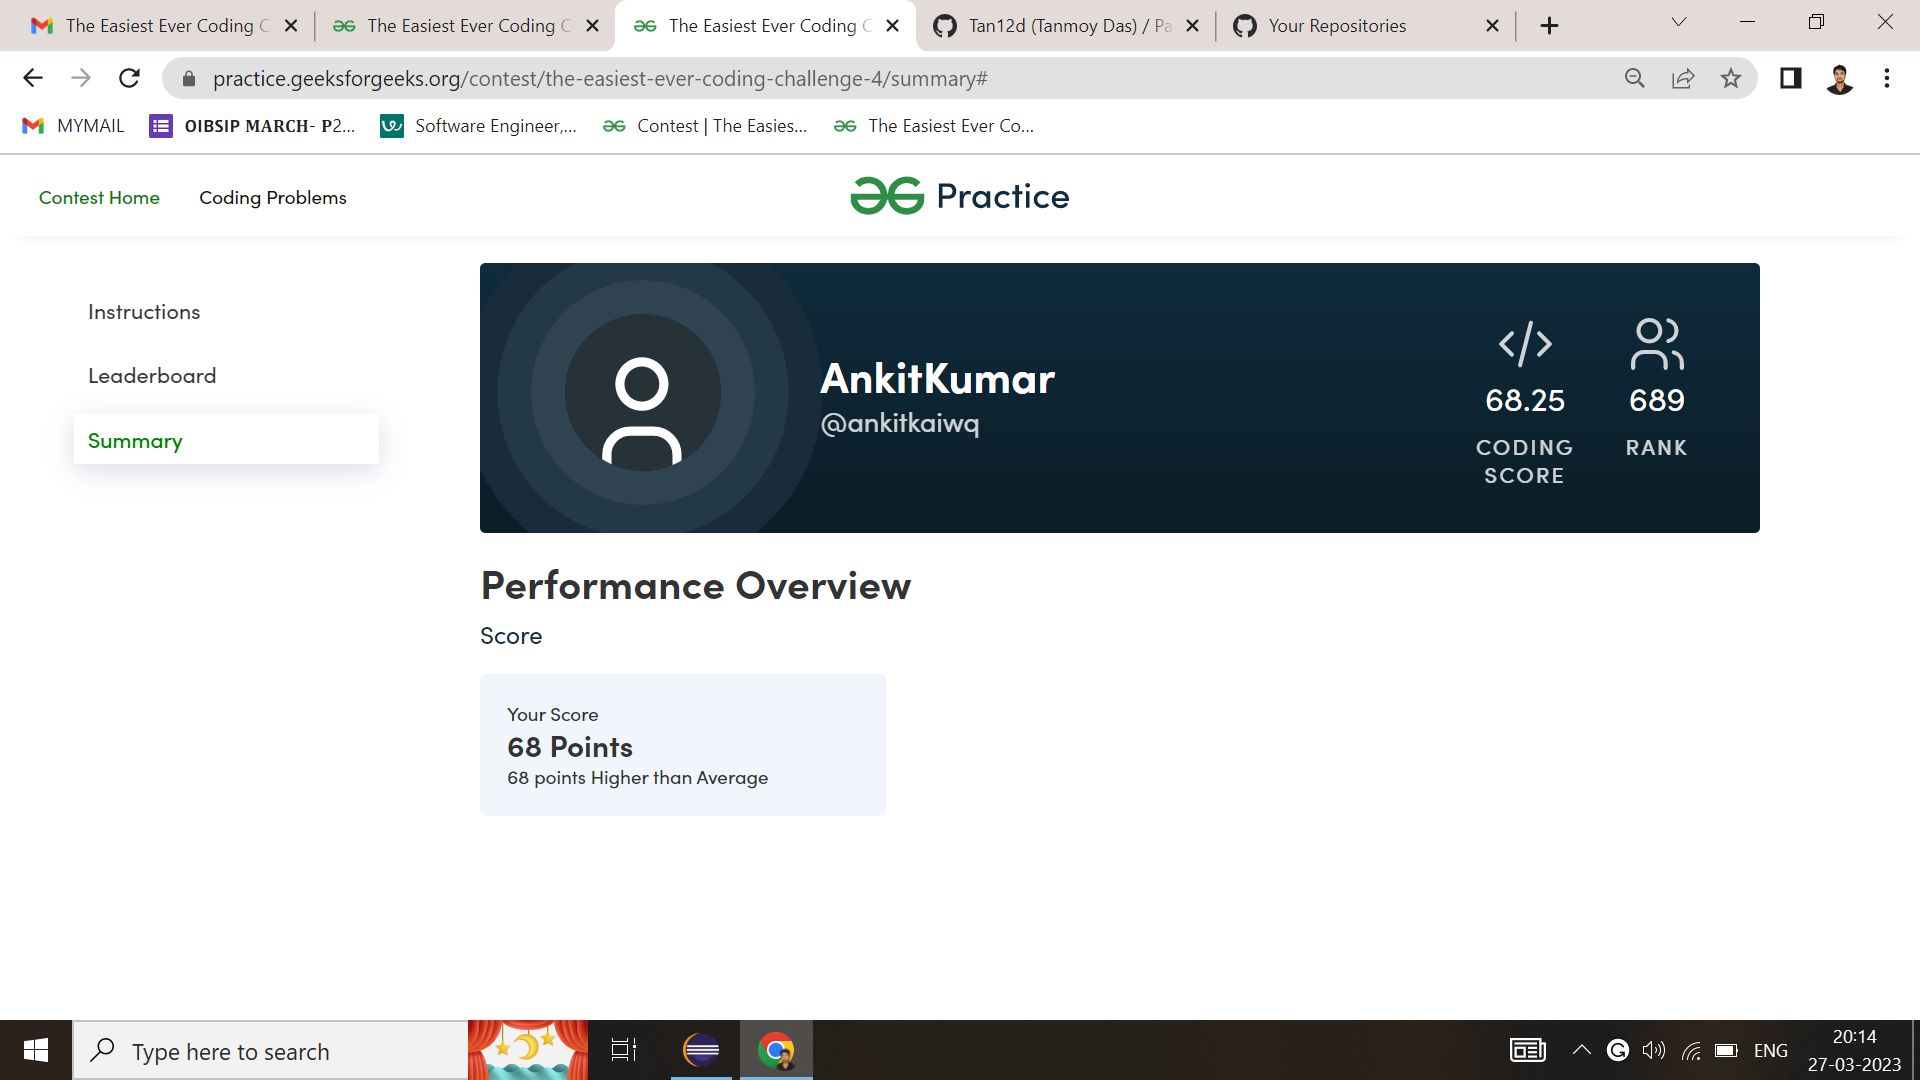 The Easiest Ever Coding C
The Easiest Ever Coding C
The Easiest Ever Coding C
Tan12d (Tanmoy Das) / Pa
Your Repositories
practice.geeksforgeeks.org/contest/the-easiest-ever-coding-challenge-4/summary#
MYMAIL
OIBSIP MARCH- P2...
Software Engineer,...
Contest | The Easies...
The Easiest Ever Co...
Contest Home
Coding Problems
Practice
Instructions
Leaderboard
Summary
AnkitKumar
@ankitkaiwq
68.25
CODING
SCORE
689
RANK
Performance Overview
Score
Your Score
68 Points
68 points Higher than Average
Type here to search
ENG
20:14
27-03-2023